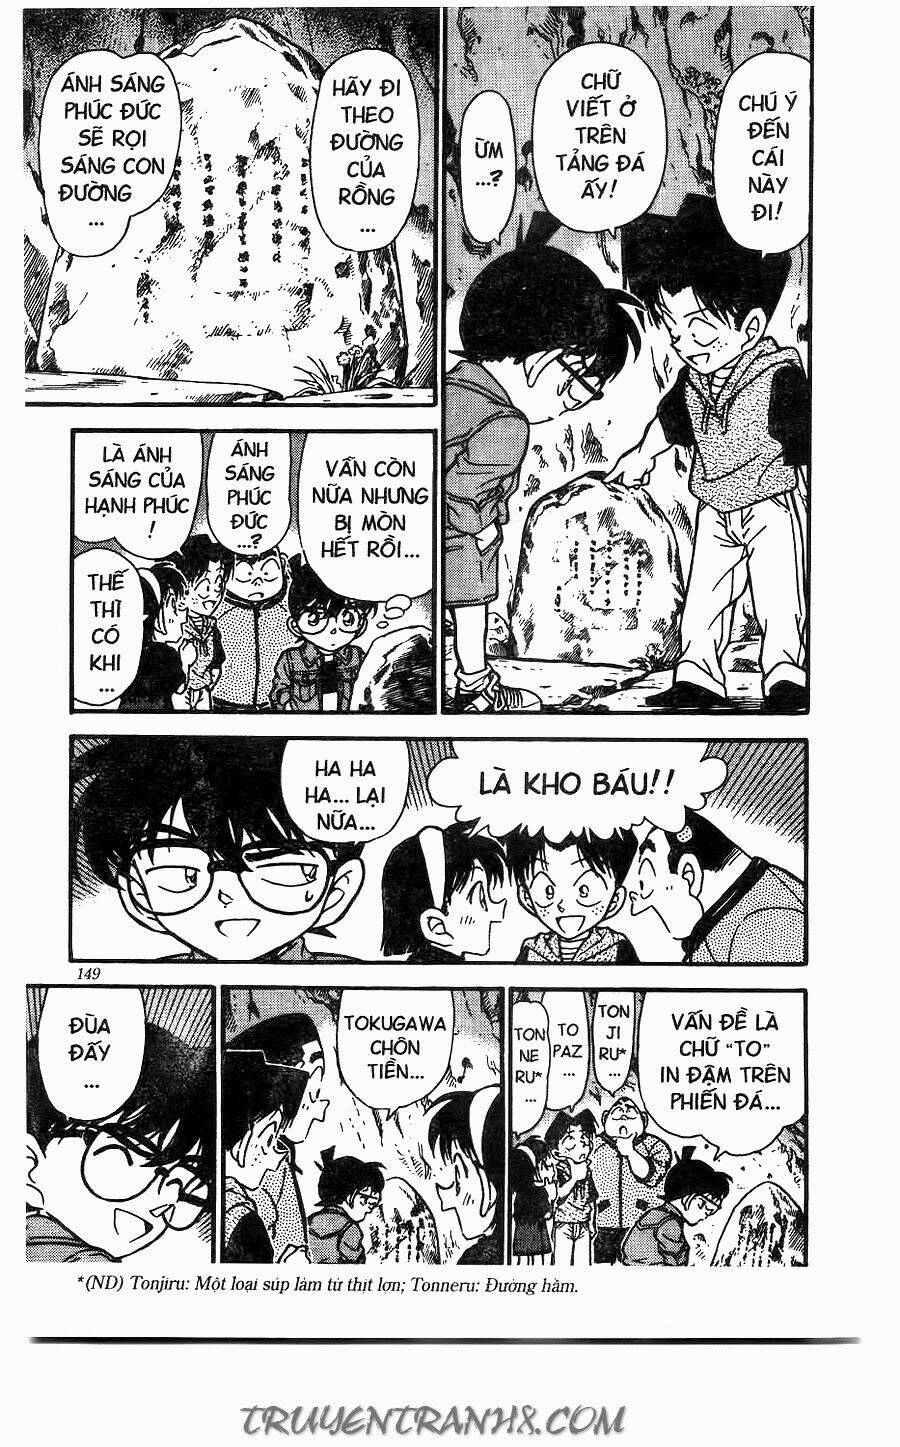 CHÚ Ý
ĐẾN
CÁI
NÀY
ĐI!
CHỮ
VIẾT Ở
TRÊN
TẢNG ĐÁ
ẤY!
ỪM
...?
HÃY ĐI
THEO
ĐƯỜNG
CỦA
RỒNG
...
ÁNH SÁNG
PHÚC ĐỨC
SẼ RỌI
SÁNG CON
ĐƯỜNG
...
VẪN CÒN
NỮA NHƯNG
BỊ MÒN
HẾT RỒI...
ÁNH
SÁNG
PHÚC
ĐỨC
...?
LÀ ÁNH
SÁNG CỦA
HẠNH PHÚC
!
THẾ
THÌ
CÓ
KHI
...
LÀ KHO BÁU!!
HA HA
HA... LẠI
NỮA...
149
VẤN ĐỀ LÀ
CHỮ "TO"
IN ĐẬM TRÊN
PHIẾN ĐÁ...
TON
JI
RU*
...
TO
PAZ
...
TON
NE
RU*
...
TOKUGAWA
CHÔN
TIỀN...
ĐÙA
ĐẤY
...
*(ND) Tonjiru: Một loại súp làm từ thịt lợn; Tonneru: Đường hầm.
TRUYENTRANH8.COM